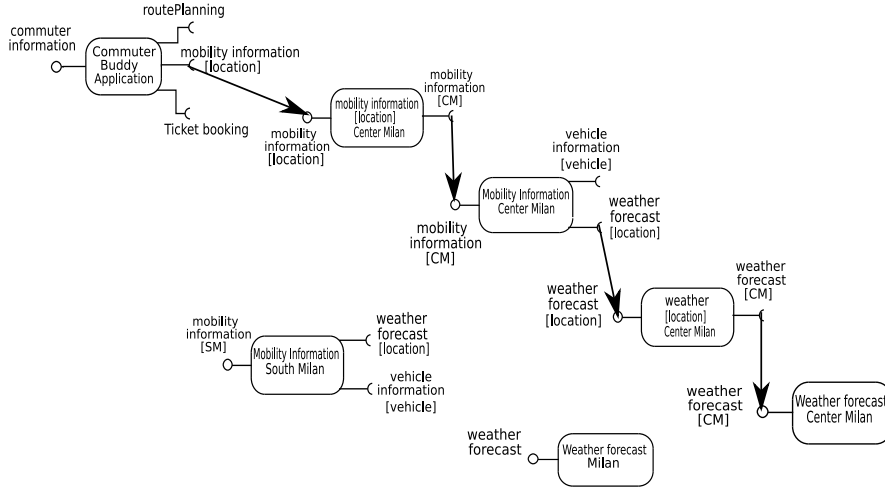 routePlanning
commuter
information
Commuter
Buddy
Application
mobility information
[location]
Ticket booking
mobility
information
[location]
mobility information
[location]
Center Milan
mobility
information
[CM]
mobility
information
[CM]
Mobility Information
Center Milan
vehicle
information
[vehicle]
weather
forecast
[location]
weather
forecast
[location]
weather
[location]
Center Milan
weather
forecast
[CM]
weather
forecast
[CM]
Weather forecast
Center Milan
mobility
information
[SM]
Mobility Information
South Milan
weather
forecast
[location]
vehicle
information
[vehicle]
weather
forecast
Weather forecast
Milan